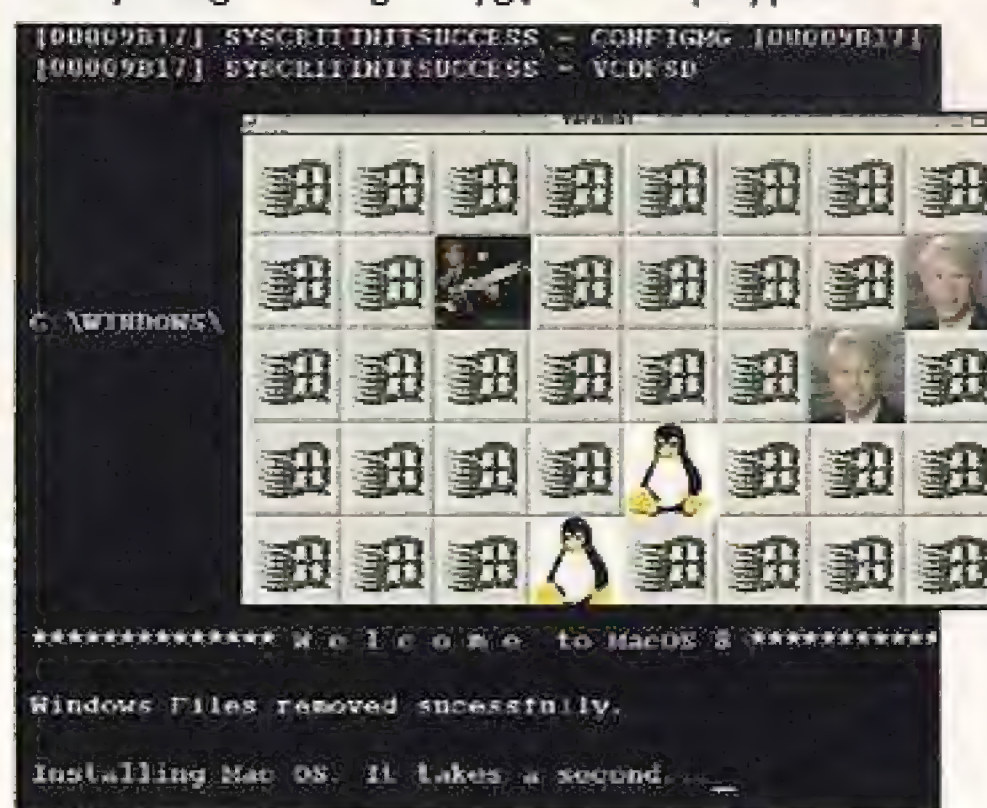 [00009B17] SYSCRITINITSUCCESS - CONFIGMG [00009B17]
[00009B17] SYSCRITINITSUCCESS - VCDFSD
C:\WINDOWS\
************** W e l c o m e to MacOS 8 ***********
Windows Files removed sucessfully.
Installing Mac OS. It takes a second... _